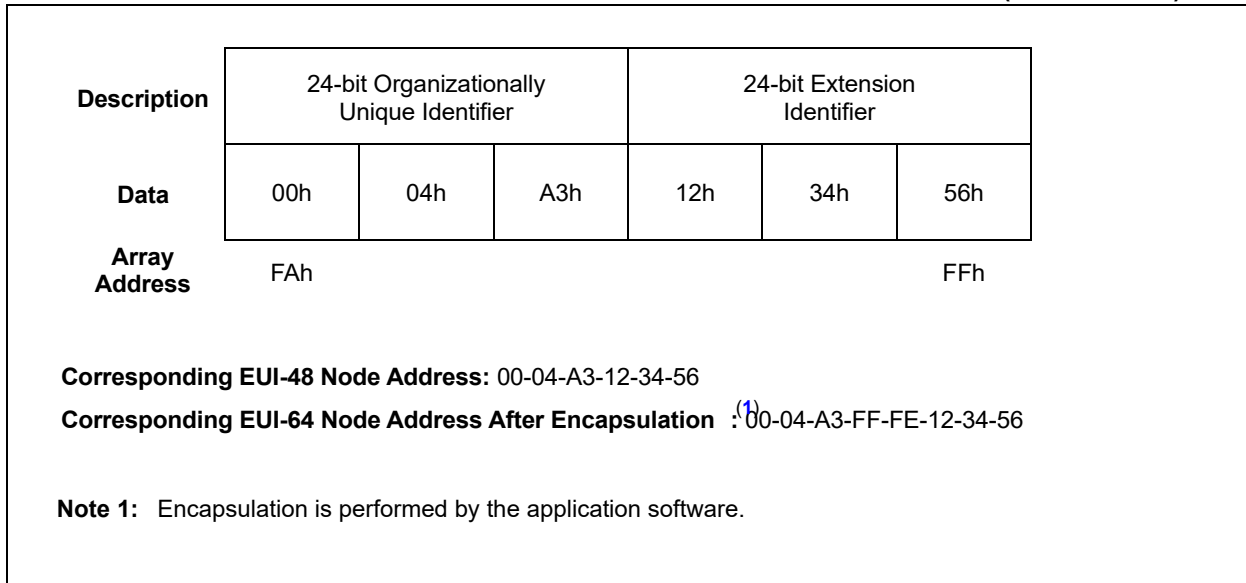 Description
24-bit Organizationally
Unique Identifier
24-bit Extension
Identifier
Data 00h 04h A3h 12h 34h 56h
Array
Address
FAh FFh
Corresponding EUI-48 Node Address: 00-04-A3-12-34-56
Corresponding EUI-64 Node Address After Encapsulation (1): 00-04-A3-FF-FE-12-34-56
Note 1: Encapsulation is performed by the application software.